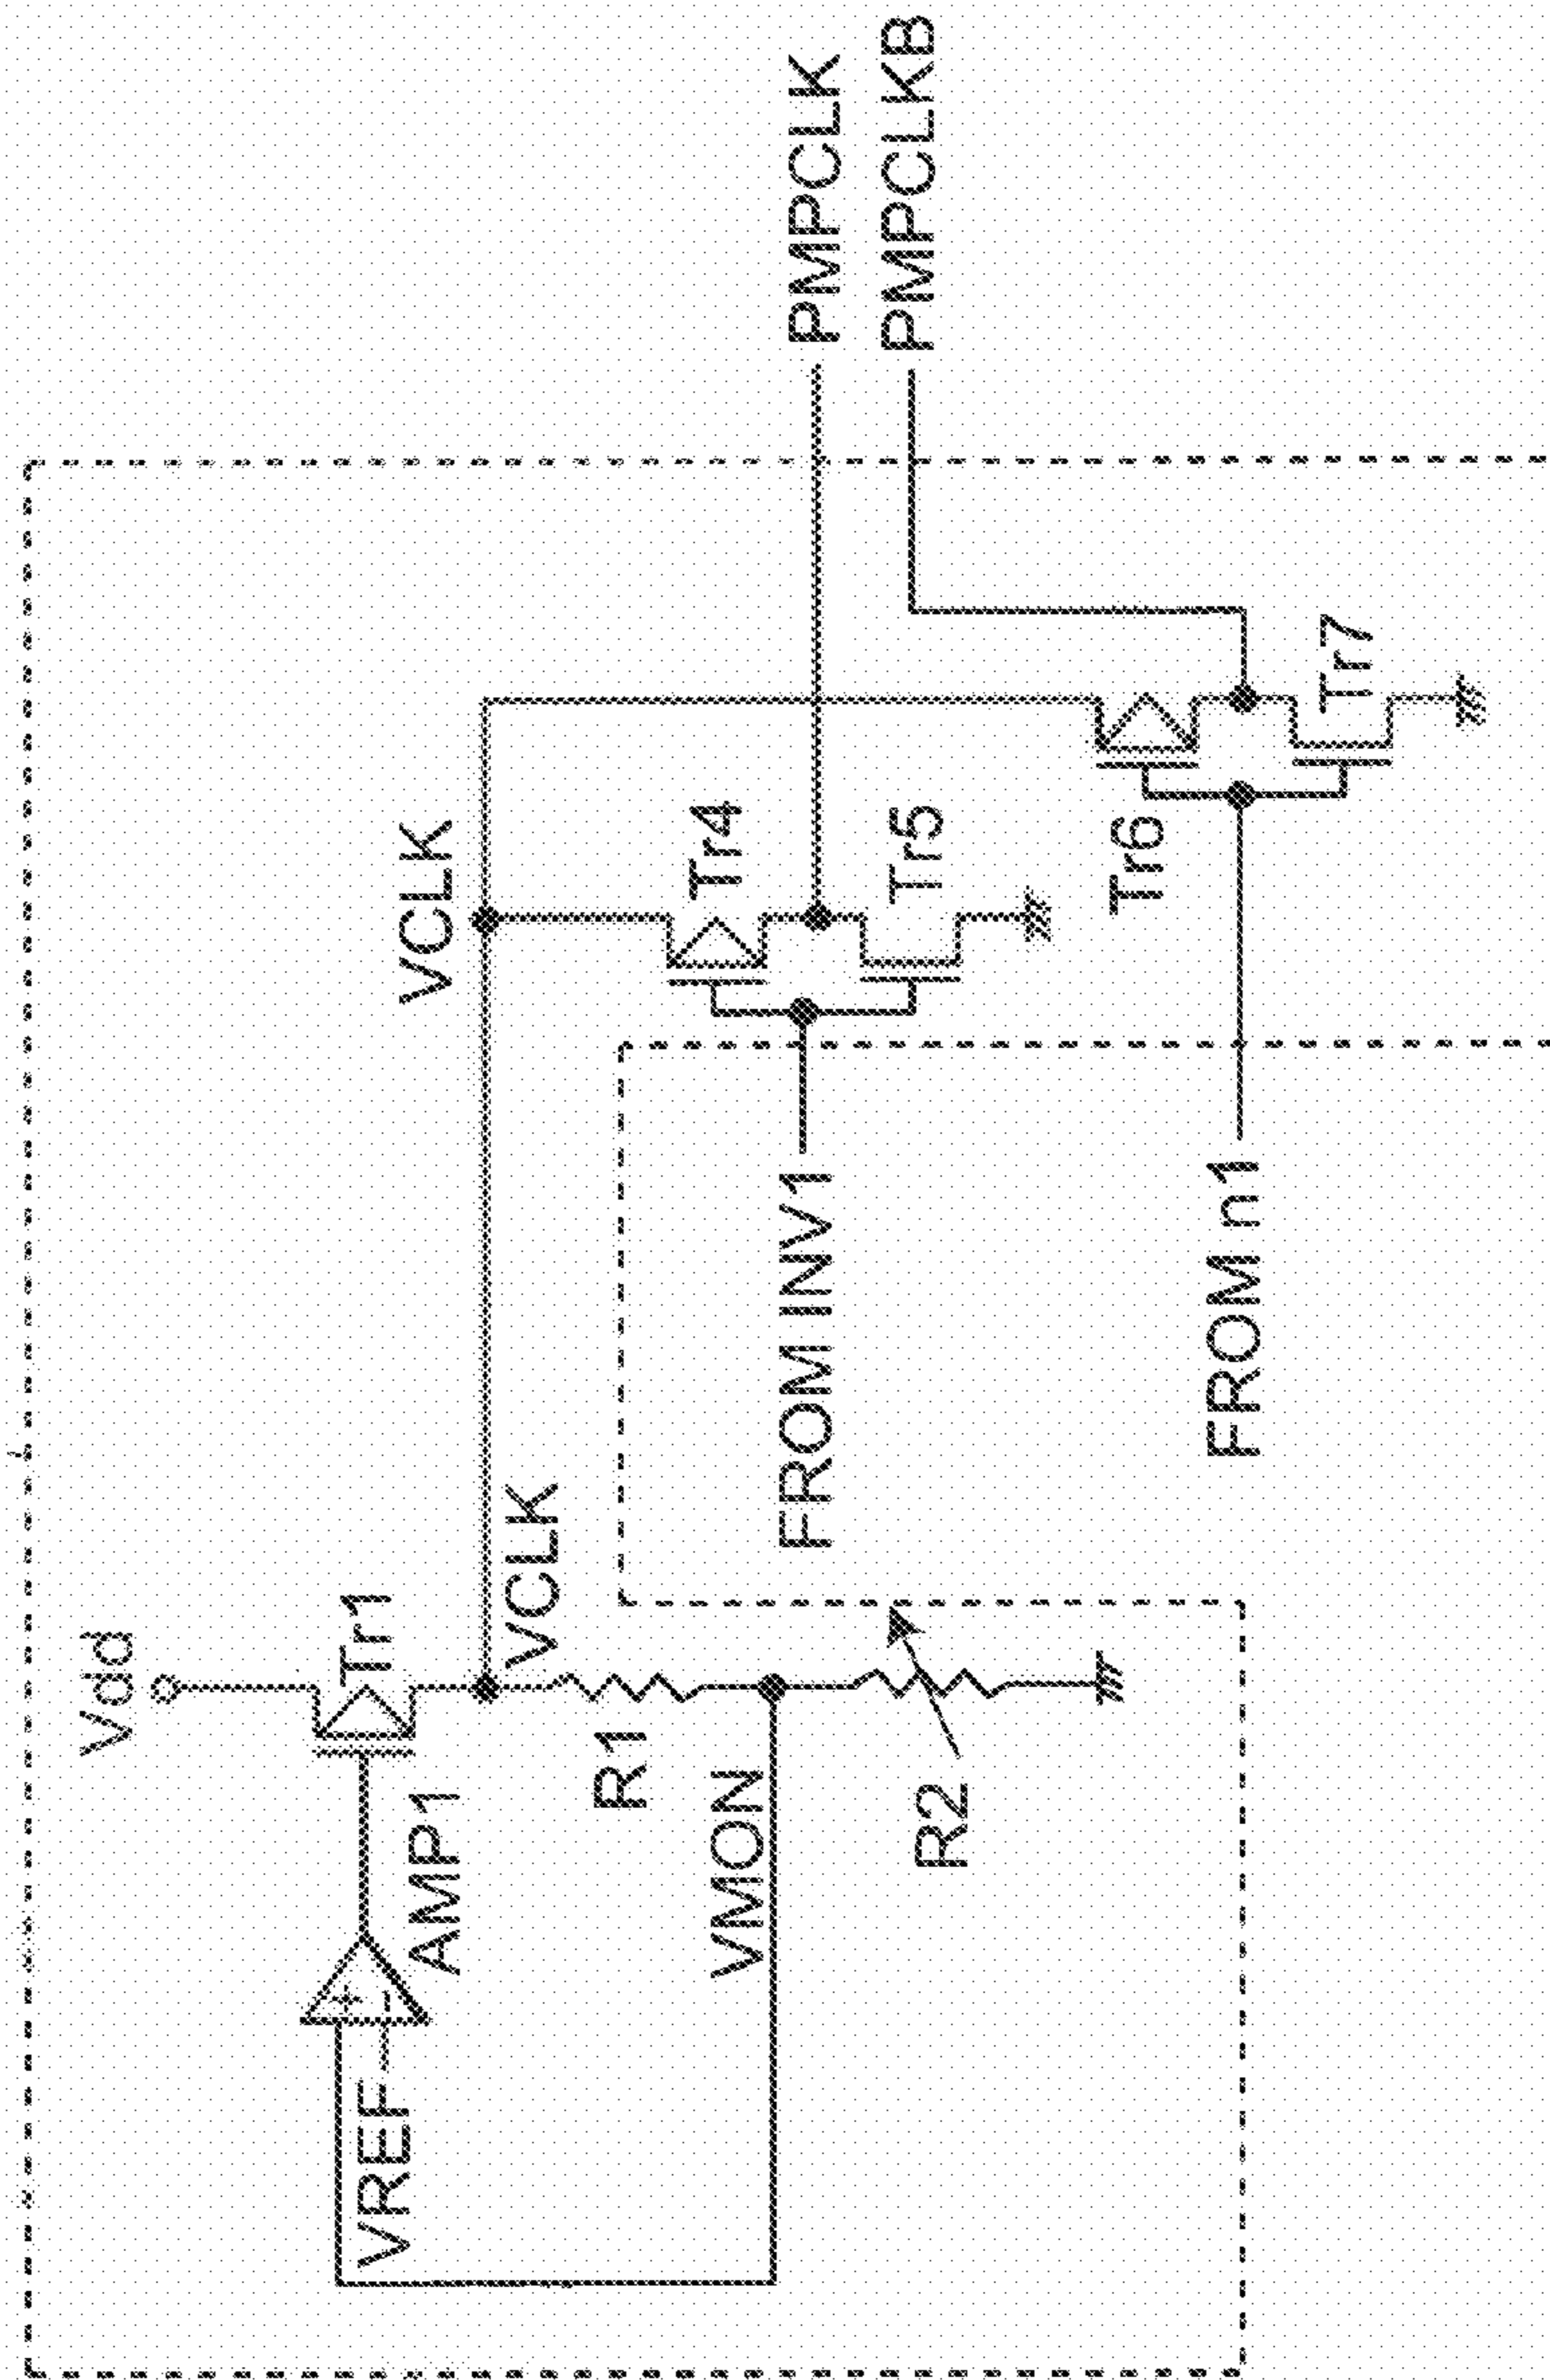 Vdd
Tr1
AMP1
+
-
VREF
VCLK
VCLK
R1
VMON
R2
Tr4
Tr5
PMPCLK
PMPCLKB
FROM INV1
Tr6
Tr7
FROM n1